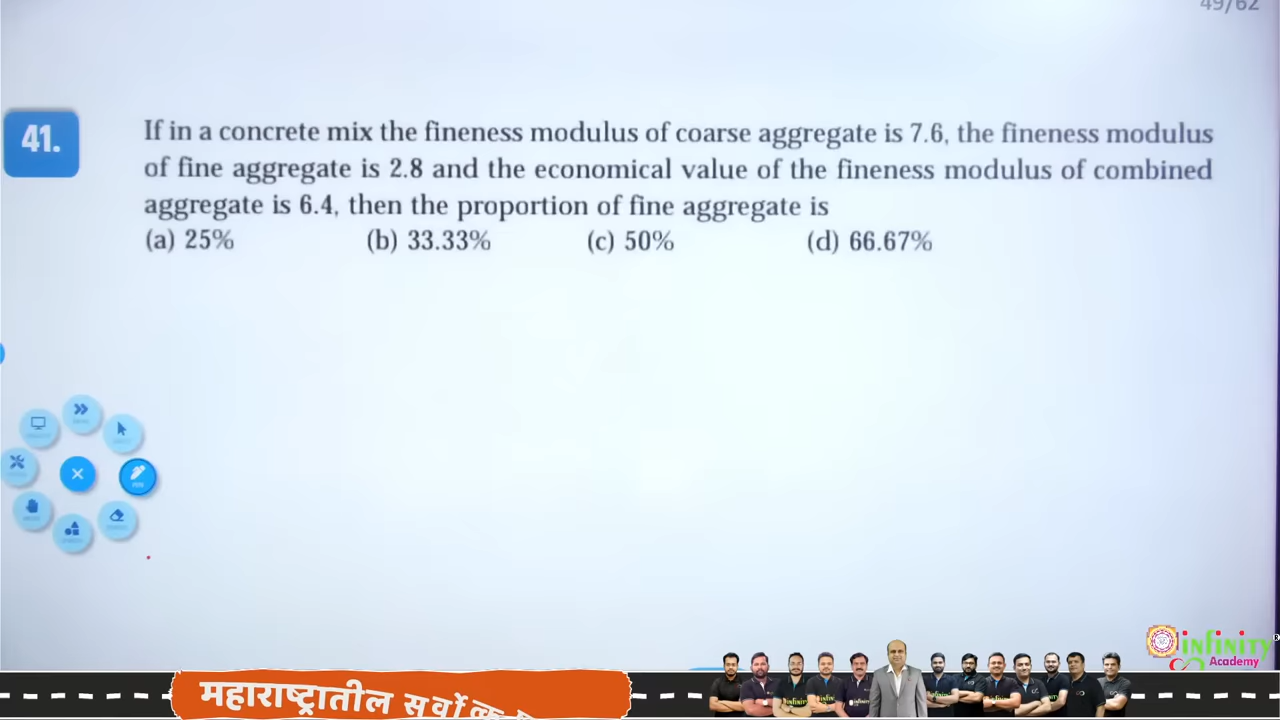 49/62
41.
If in a concrete mix the fineness modulus of coarse aggregate is 7.6, the fineness modulus
of fine aggregate is 2.8 and the economical value of the fineness modulus of combined
aggregate is 6.4, then the proportion of fine aggregate is
(a) 25% (b) 33.33% (c) 50% (d) 66.67%
infinity
Academy
महाराष्ट्रातील